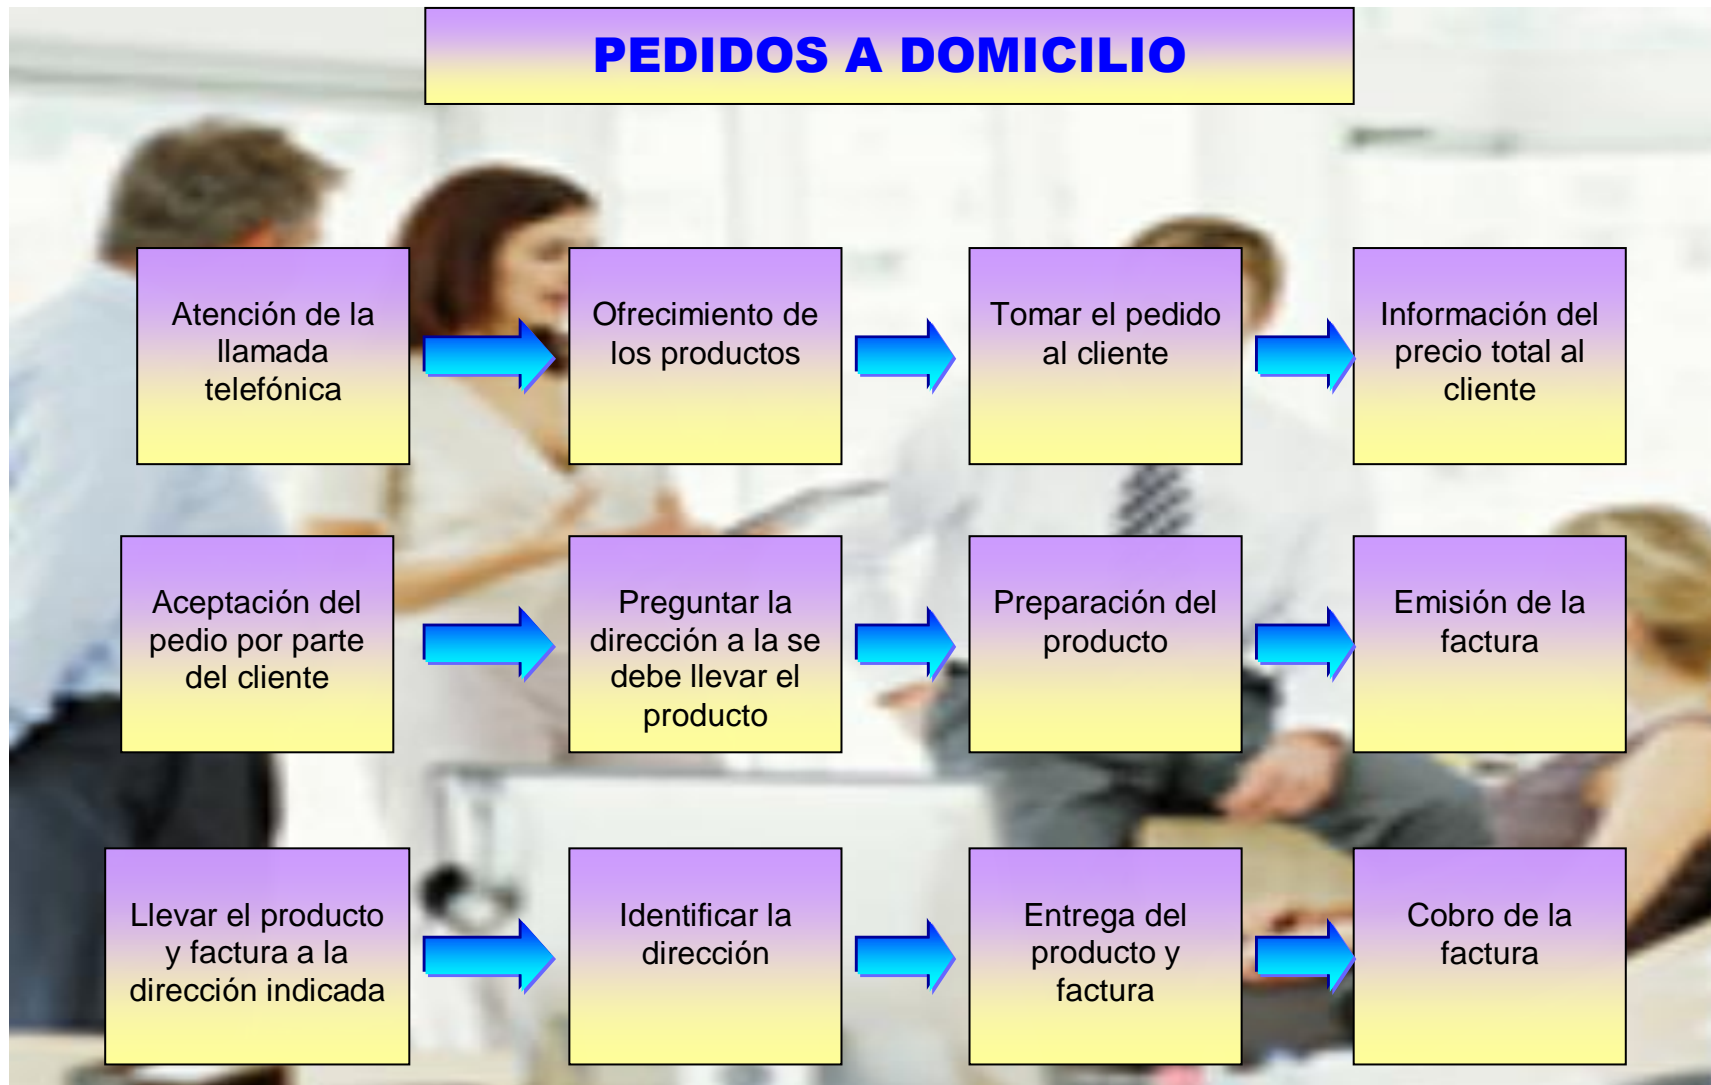 PEDIDOS A DOMICILIO
Atención de la
llamada
telefónica
Ofrecimiento de
los productos
Tomar el pedido
al cliente
Información del
precio total al
cliente
Aceptación del
pedio por parte
del cliente
Preguntar la
dirección a la se
debe llevar el
producto
Preparación del
producto
Emisión de la
factura
Llevar el producto
y factura a la
dirección indicada
Identificar la
dirección
Entrega del
producto y
factura
Cobro de la
factura